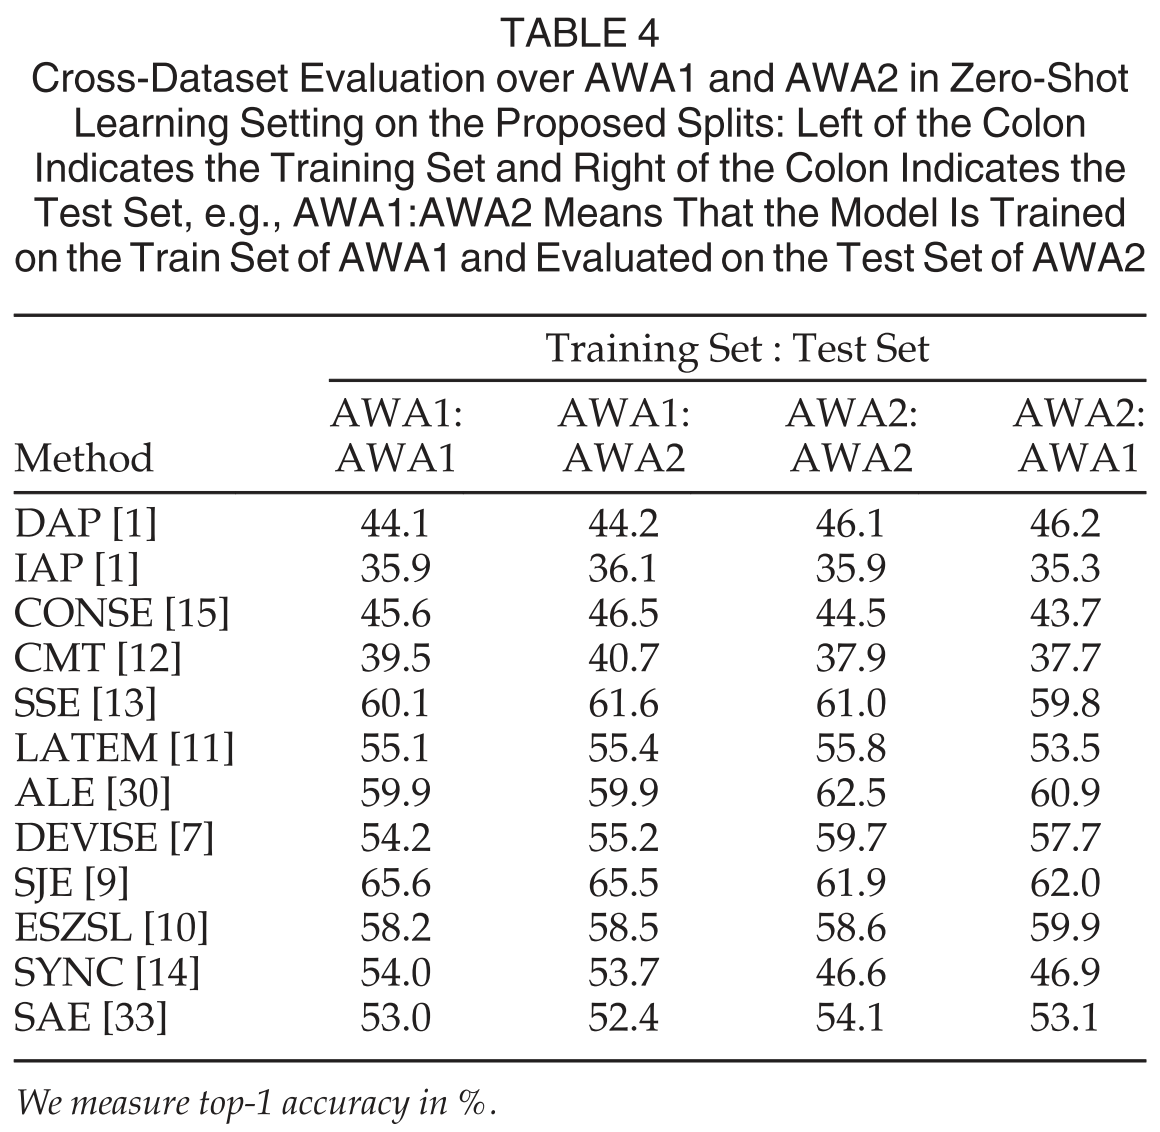 TABLE 4
Cross-Dataset Evaluation over AWA1 and AWA2 in Zero-Shot
Learning Setting on the Proposed Splits: Left of the Colon
Indicates the Training Set and Right of the Colon Indicates the
Test Set, e.g., AWA1:AWA2 Means That the Model Is Trained
on the Train Set of AWA1 and Evaluated on the Test Set of AWA2
Training Set : Test Set
AWA1: AWA1: AWA2: AWA2:
Method AWA1 AWA2 AWA2 AWA1
DAP [1] 44.1 44.2 46.1 46.2
IAP [1] 35.9 36.1 35.9 35.3
CONSE [15] 45.6 46.5 44.5 43.7
CMT [12] 39.5 40.7 37.9 37.7
SSE [13] 60.1 61.6 61.0 59.8
LATEM [11] 55.1 55.4 55.8 53.5
ALE [30] 59.9 59.9 62.5 60.9
DEVISE [7] 54.2 55.2 59.7 57.7
SJE [9] 65.6 65.5 61.9 62.0
ESZSL [10] 58.2 58.5 58.6 59.9
SYNC [14] 54.0 53.7 46.6 46.9
SAE [33] 53.0 52.4 54.1 53.1
We measure top-1 accuracy in %.